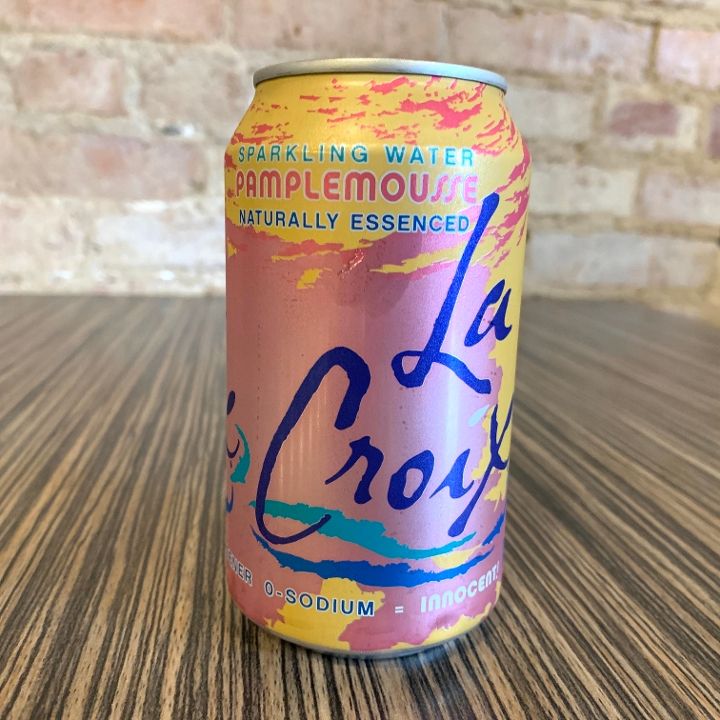 SPARKLING WATER
PAMPLEMOUSSE
NATURALLY ESSENCED
La
Croix
0-SODIUM = INNOCENT!